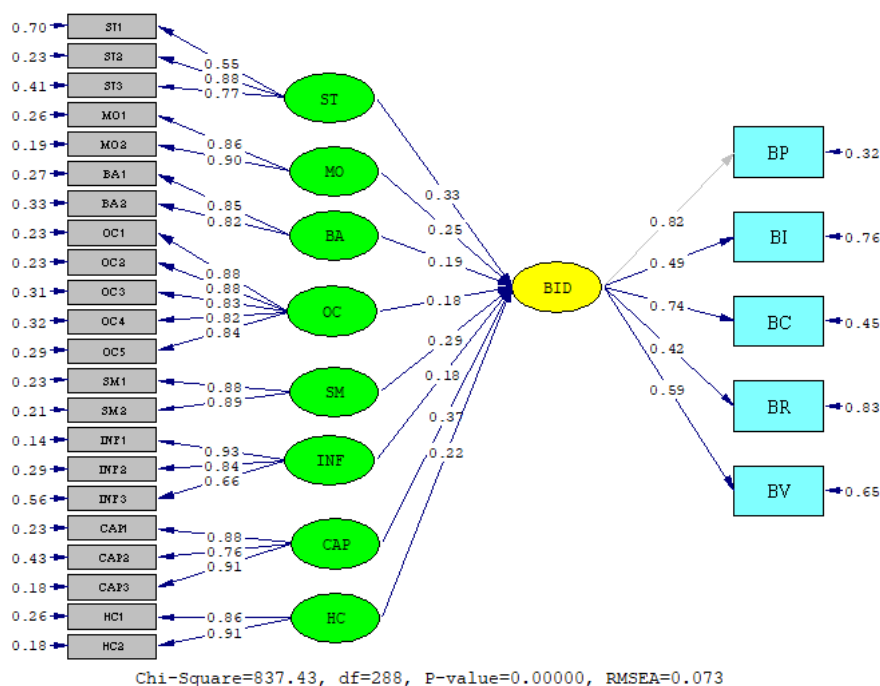 0.70 ST1
0.23 ST2
0.41 ST3
0.26 MO1
0.19 MO2
0.27 BA1
0.33 BA2
0.23 OC1
0.23 OC2
0.31 OC3
0.32 OC4
0.29 OC5
0.23 SM1
0.21 SM2
0.14 INF1
0.29 INF2
0.56 INF3
0.23 CAP1
0.43 CAP2
0.18 CAP3
0.26 HC1
0.18 HC2
0.55
0.88
0.77
0.86
0.90
0.85
0.82
0.88
0.88
0.83
0.82
0.84
0.88
0.89
0.93
0.84
0.66
0.88
0.76
0.91
0.86
0.91
ST
MO
BA
OC
SM
INF
CAP
HC
0.33
0.25
0.19
0.18
0.29
0.18
0.37
0.22
BID
0.82
0.49
0.74
0.42
0.59
BP 0.32
BI 0.76
BC 0.45
BR 0.83
BV 0.65
Chi-Square=837.43, df=288, P-value=0.00000, RMSEA=0.073